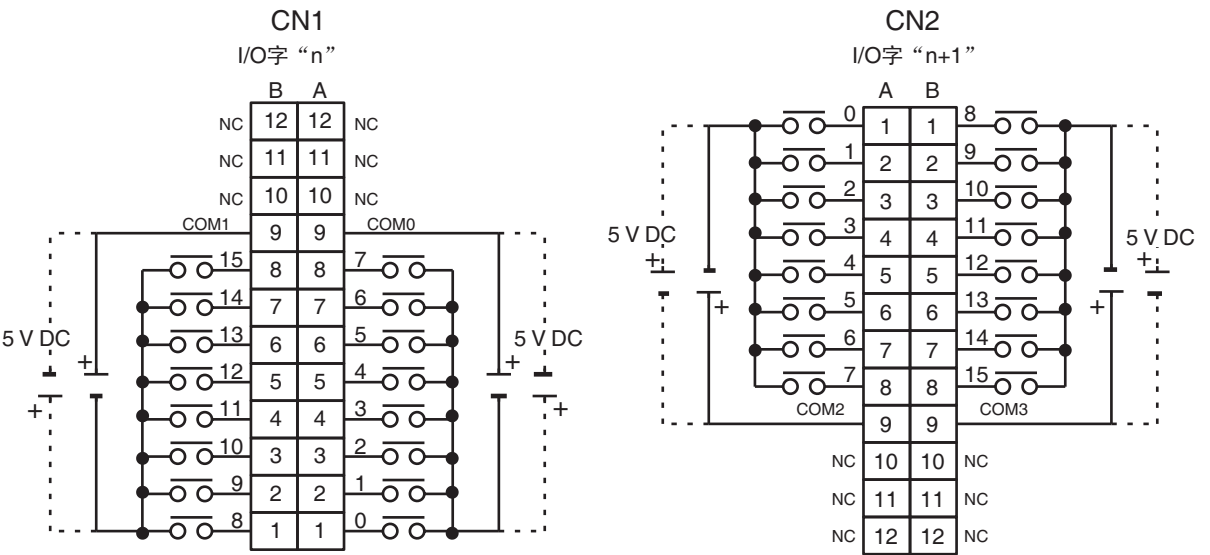 CN1
I/O字“n”
B A
NC 12 12 NC
NC 11 11 NC
NC 10 10 NC
COM1 9 9 COM0
15 8 8 7
14 7 7 6
13 6 6 5
5 V DC + + 5 V DC
12 5 5 4
+ 11 4 4 3 +
10 3 3 2
9 2 2 1
8 1 1 0
CN2
I/O字“n+1”
A B
0 1 1 8
1 2 2 9
2 3 3 10
3 4 4 11
5 V DC 5 V DC
+ +
4 5 5 12
+ 5 6 6 13 +
6 7 7 14
7 8 8 15
COM2 9 9 COM3
NC 10 10 NC
NC 11 11 NC
NC 12 12 NC